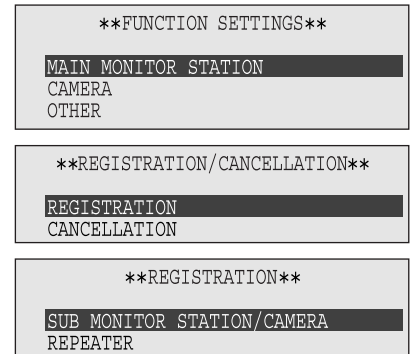 **FUNCTION SETTINGS**
MAIN MONITOR STATION
CAMERA
OTHER
**REGISTRATION/CANCELLATION**
REGISTRATION
CANCELLATION
**REGISTRATION**
SUB MONITOR STATION/CAMERA
REPEATER